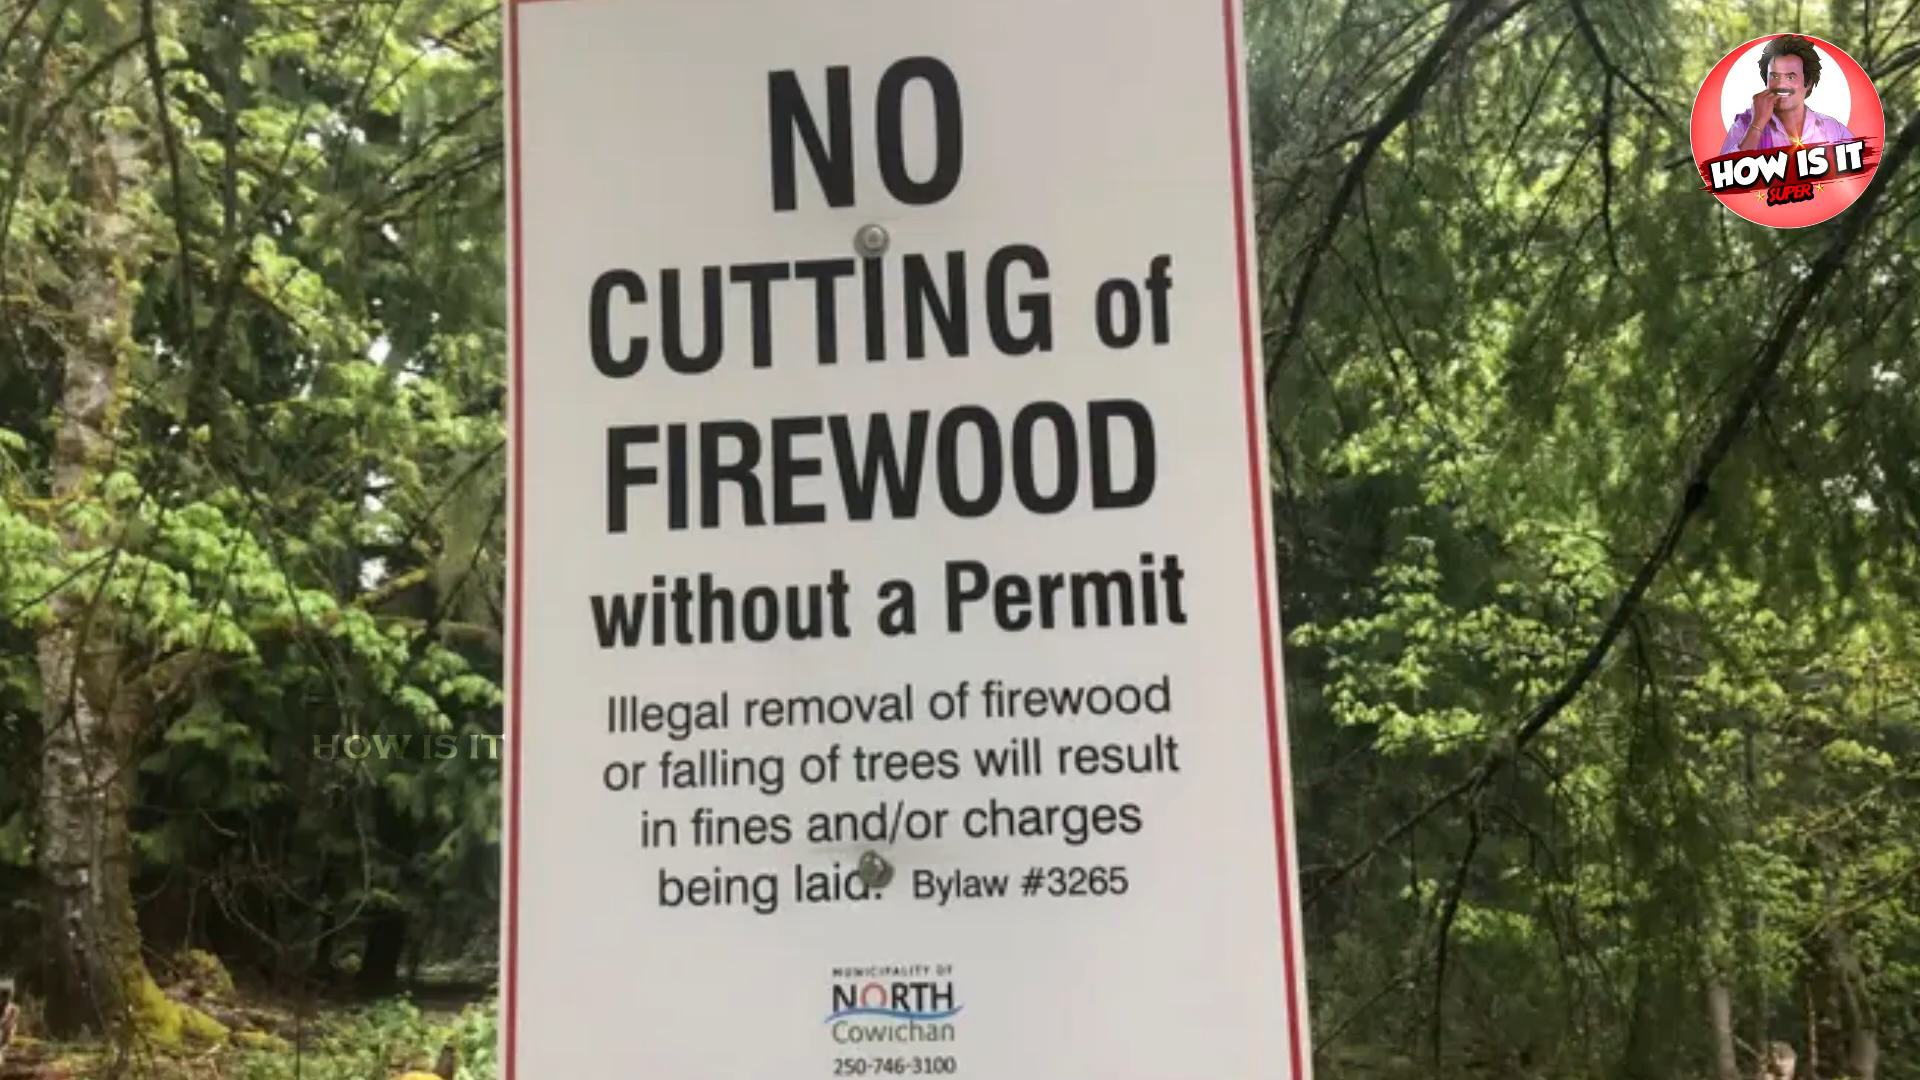 NO
CUTTING of
FIREWOOD
without a Permit
Illegal removal of firewood
or falling of trees will result
in fines and/or charges
being laid. Bylaw #3265
MUNICIPALITY OF
NORTH
Cowichan
250-746-3100
HOW IS IT
SUPER
HOW IS IT